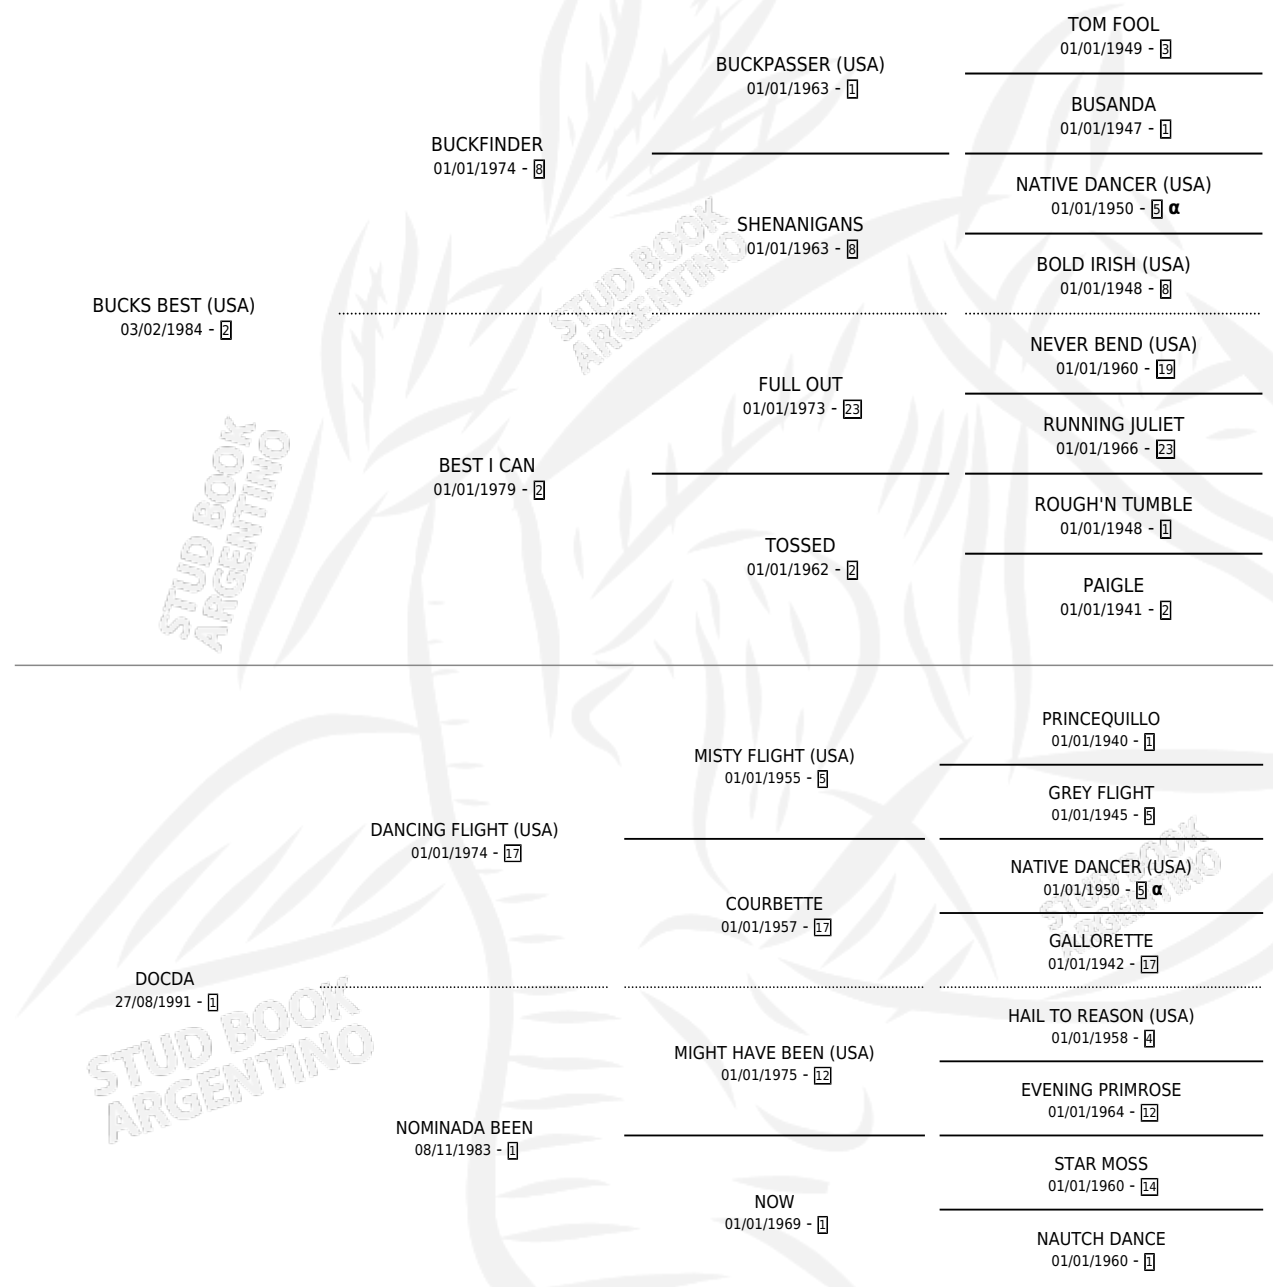 TOM FOOL
01/01/1949 - 3
BUCKPASSER (USA)
01/01/1963 - 1
BUSANDA
01/01/1947 - 1
BUCKFINDER
01/01/1974 - 8
NATIVE DANCER (USA)
01/01/1950 - 5 α
SHENANIGANS
01/01/1963 - 8
BOLD IRISH (USA)
01/01/1948 - 8
BUCKS BEST (USA)
03/02/1984 - 2
NEVER BEND (USA)
01/01/1960 - 19
FULL OUT
01/01/1973 - 23
RUNNING JULIET
01/01/1966 - 23
BEST I CAN
01/01/1979 - 2
ROUGH'N TUMBLE
01/01/1948 - 1
TOSSED
01/01/1962 - 2
PAIGLE
01/01/1941 - 2
PRINCEQUILLO
01/01/1940 - 1
MISTY FLIGHT (USA)
01/01/1955 - 5
GREY FLIGHT
01/01/1945 - 5
DANCING FLIGHT (USA)
01/01/1974 - 17
NATIVE DANCER (USA)
01/01/1950 - 5 α
COURBETTE
01/01/1957 - 17
GALLORETTE
01/01/1942 - 17
DOCDA
27/08/1991 - 1
HAIL TO REASON (USA)
01/01/1958 - 4
MIGHT HAVE BEEN (USA)
01/01/1975 - 12
EVENING PRIMROSE
01/01/1964 - 12
NOMINADA BEEN
08/11/1983 - 1
STAR MOSS
01/01/1960 - 14
NOW
01/01/1969 - 1
NAUTCH DANCE
01/01/1960 - 1
STUD BOOK
ARGENTINO
STUD BOOK
ARGENTINO
STUD BOOK
ARGENTINO
STUD BOOK
ARGENTINO